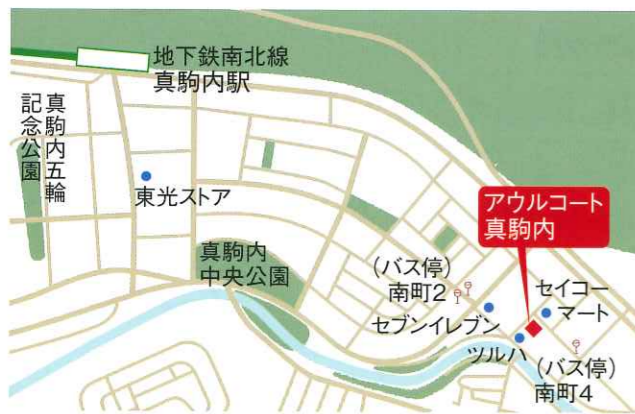 地下鉄南北線
真駒内駅
真駒内五輪
記念公園
東光ストア
真駒内
中央公園
アウルコート
真駒内
(バス停)
南町2
セイコー
マート
セブンイレブン
ツルハ
(バス停)
南町4